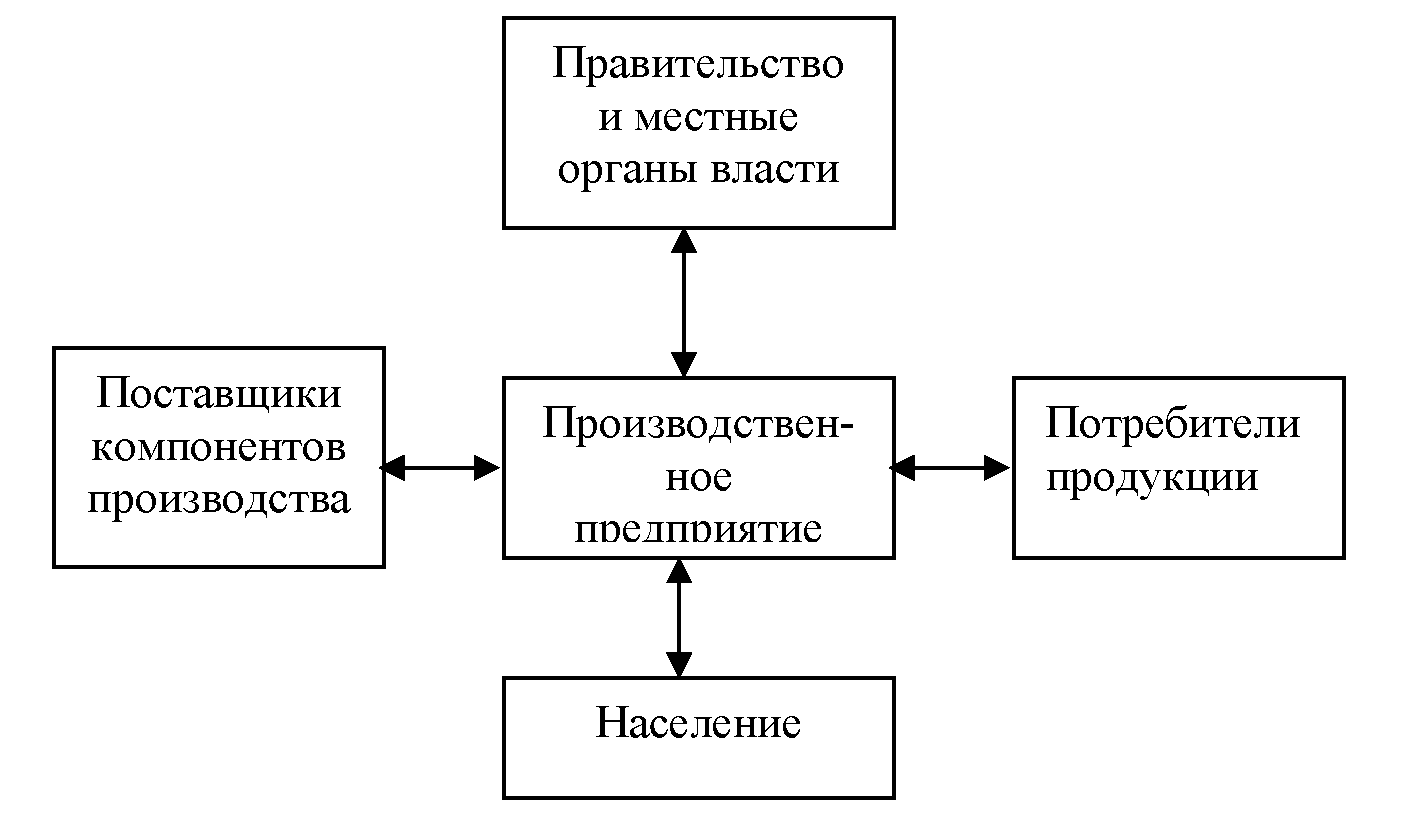 Правительство
и местные
органы власти
Поставщики
компонентов
производства
Производствен-
ное
предприятие
Потребители
продукции
Население